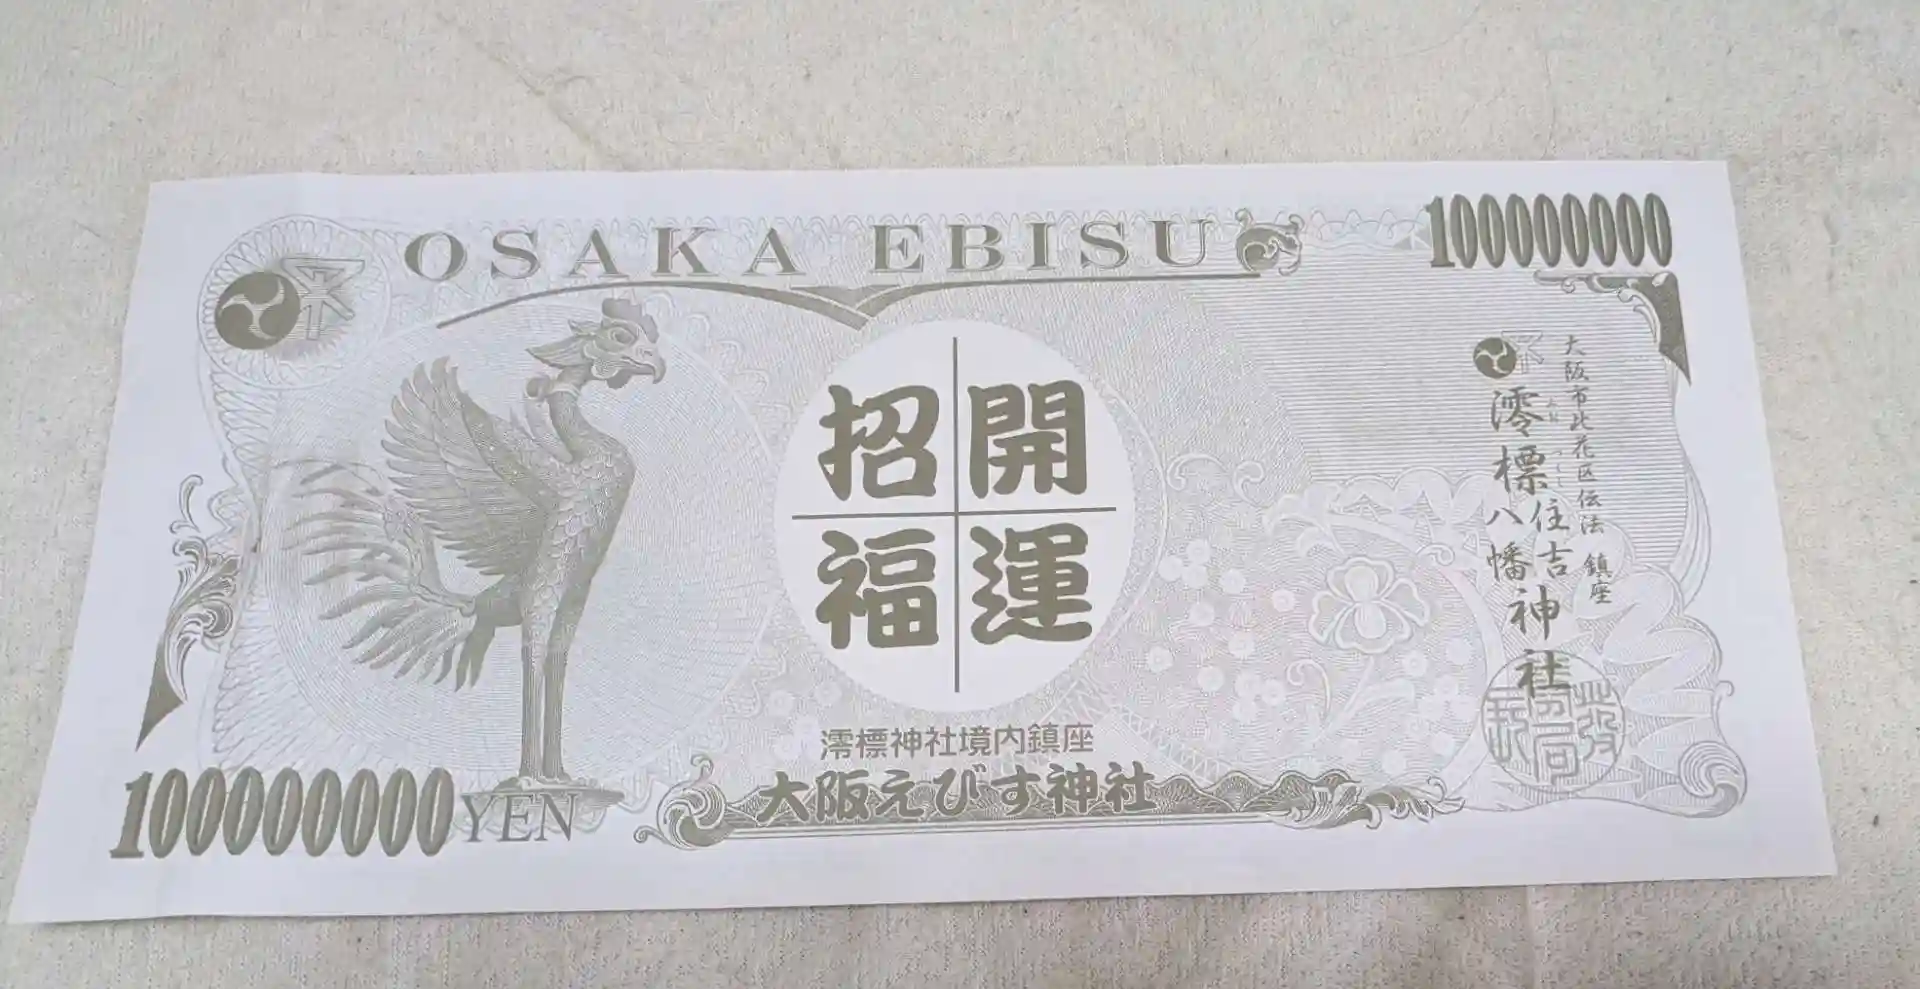 OSAKA EBISU
100000000
開運
招福
大阪市此花区伝法 鎮座
澪標 住吉 神社
八幡
澪標神社境内鎮座
大阪えびす神社
100000000YEN